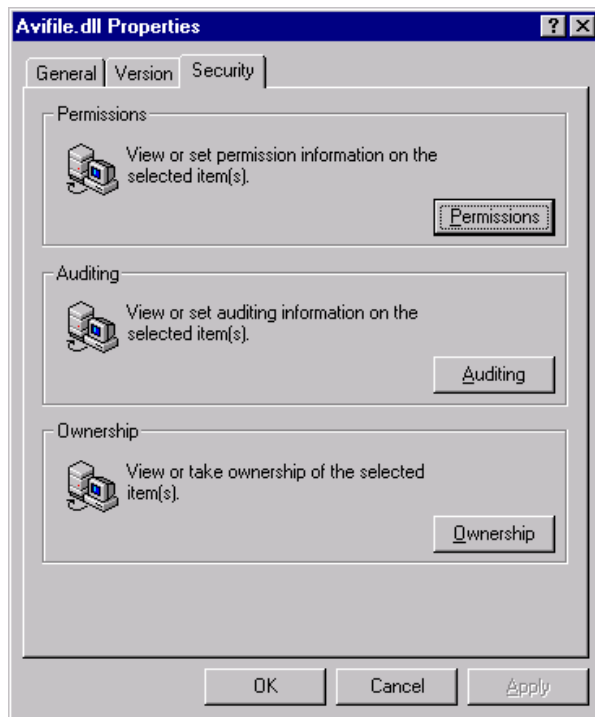 Avifile.dll Properties
General Version Security
Permissions
View or set permission information on the
selected item(s).
Permissions
Auditing
View or set auditing information on the
selected item(s).
Auditing
Ownership
View or take ownership of the selected
item(s).
Ownership
OK Cancel Apply